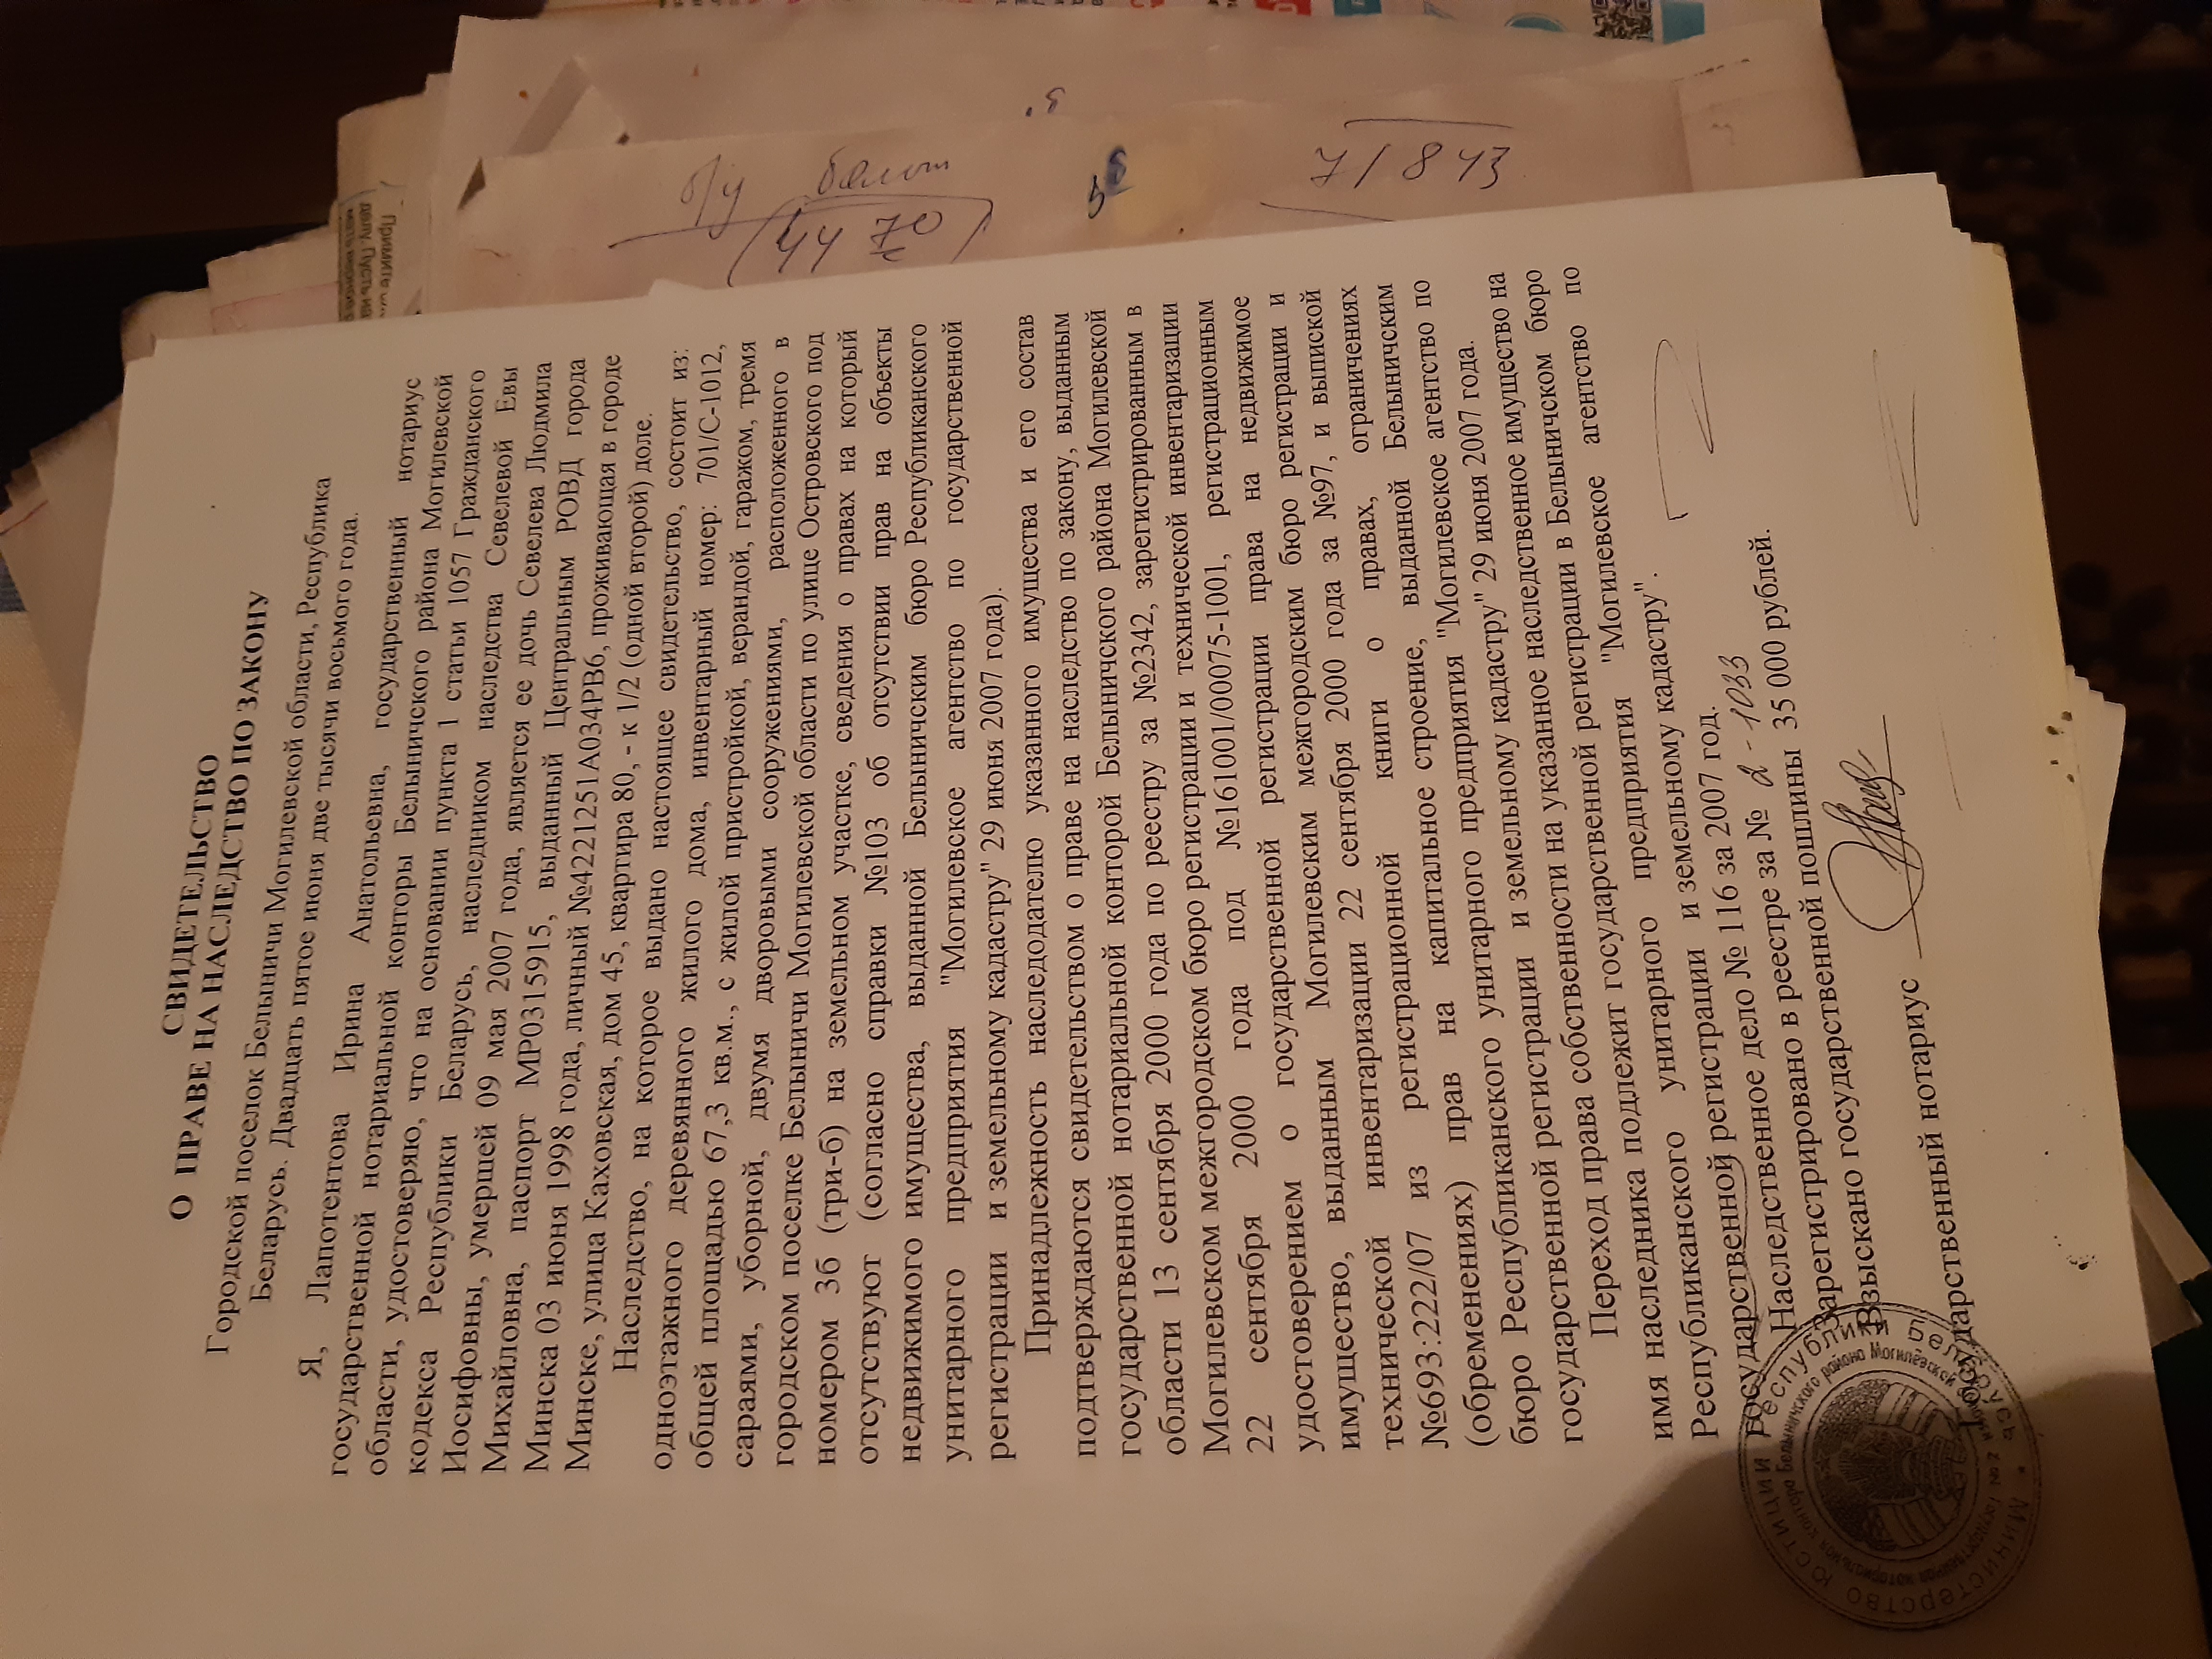 СВИДЕТЕЛЬСТВО
О ПРАВЕ НА НАСЛЕДСТВО ПО ЗАКОНУ
Городской поселок Белыничи Могилевской области, Республика
Беларусь. Двадцать пятое июня две тысячи восьмого года.
Я, Лапотентова Ирина Анатольевна, государственный нотариус
государственной нотариальной конторы Белыничского района Могилевской
области, удостоверяю, что на основании пункта 1 статьи 1057 Гражданского
кодекса Республики Беларусь, наследником наследства Севелевой Евы
Иосифовны, умершей 09 мая 2007 года, является ее дочь Севелева Людмила
Михайловна, паспорт МР0315915, выданный Центральным РОВД города
Минска 03 июня 1998 года, личный №4221251А034РВ6, проживающая в городе
Минске, улица Каховская, дом 45, квартира 80, - к 1/2 (одной второй) доле.
Наследство, на которое выдано настоящее свидетельство, состоит из:
одноэтажного деревянного жилого дома, инвентарный номер: 701/С-1012,
общей площадью 67,3 кв.м., с жилой пристройкой, верандой, гаражом, тремя
сараями, уборной, двумя дворовыми сооружениями, расположенного в
городском поселке Белыничи Могилевской области по улице Островского под
номером 3б (три-б) на земельном участке, сведения о правах на который
отсутствуют (согласно справки №103 об отсутствии прав на объекты
недвижимого имущества, выданной Белыничским бюро Республиканского
унитарного предприятия "Могилевское агентство по государственной
регистрации и земельному кадастру" 29 июня 2007 года).
Принадлежность наследодателю указанного имущества и его состав
подтверждаются свидетельством о праве на наследство по закону, выданным
государственной нотариальной конторой Белыничского района Могилевской
области 13 сентября 2000 года по реестру за №2342, зарегистрированным в
Могилевском межгородском бюро регистрации и технической инвентаризации
22 сентября 2000 года под №161001/00075-1001, регистрационным
удостоверением о государственной регистрации права на недвижимое
имущество, выданным Могилевским межгородским бюро регистрации и
технической инвентаризации 22 сентября 2000 года за №97, и выпиской
№693:222/07 из регистрационной книги о правах, ограничениях
(обременениях) прав на капитальное строение, выданной Белыничским
бюро Республиканского унитарного предприятия "Могилевское агентство по
государственной регистрации и земельному кадастру" 29 июня 2007 года.
Переход права собственности на указанное наследственное имущество на
имя наследника подлежит государственной регистрации в Белыничском бюро
Республиканского унитарного предприятия "Могилевское агентство по
государственной регистрации и земельному кадастру".
Наследственное дело № 116 за 2007 год.
Зарегистрировано в реестре за № 2-1033
Взыскано государственной пошлины 35 000 рублей.
Государственный нотариус
Министерство юстиции Республики Беларусь
б/у
4470
71843